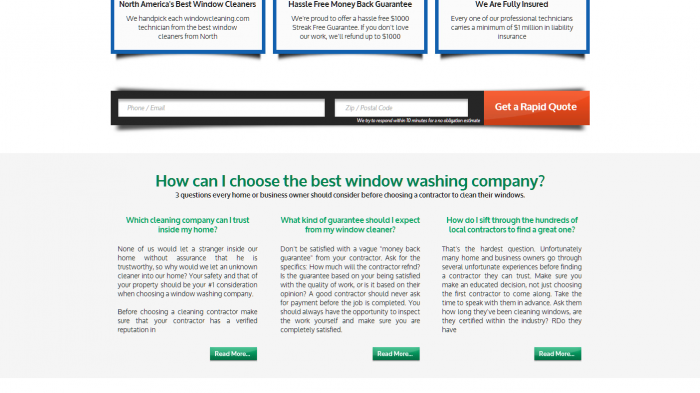 North America's Best Window Cleaners
We handpick each windowcleaning.com
technician from the best window
cleaners from North
Hassle Free Money Back Guarantee
We're proud to offer a hassle free $1000
Streak Free Guarantee. If you don't love
our work, we'll refund up to $1000
We Are Fully Insured
Every one of our professional technicians
carries a minimum of $1 million in liability
insurance
Phone / Email
Zip / Postal Code
Get a Rapid Quote
We try to respond within 10 minutes for a no obligation estimate
How can I choose the best window washing company?
3 questions every home or business owner should consider before choosing a contractor to clean their windows.
Which cleaning company can I trust
inside my home?
None of us would let a stranger inside our
home without assurance that he is
trustworthy, so why would we let an unknown
cleaner into our home? Your safety and that of
your property should be your #1 consideration
when choosing a window washing company.
Before choosing a cleaning contractor make
sure that your contractor has a verified
reputation in
Read More...
What kind of guarantee should I expect
from my window cleaner?
Don't be satisfied with a vague "money back
guarantee" from your contractor. Ask for the
specifics: How much will the contractor refnd?
Is the guarantee based on your being satisfied
with the quality of work, or is it based on their
opinion? A good contractor should never ask
for payment before the job is completed. You
should always have the opportunity to inspect
the work yourself and make sure you are
completely satisfied.
Read More...
How do I sift through the hundreds of
local contractors to find a great one?
That's the hardest question. Unfortunately
many home and business owners go through
several unfortunate experiences before finding
a contractor they can trust. Make sure you
make an educated decision, not just choosing
the first contractor to come along. Take the
time to speak with them in advance. Ask them
how long they've been cleaning windows, are
they certified within the industry? RDo they
have
Read More...